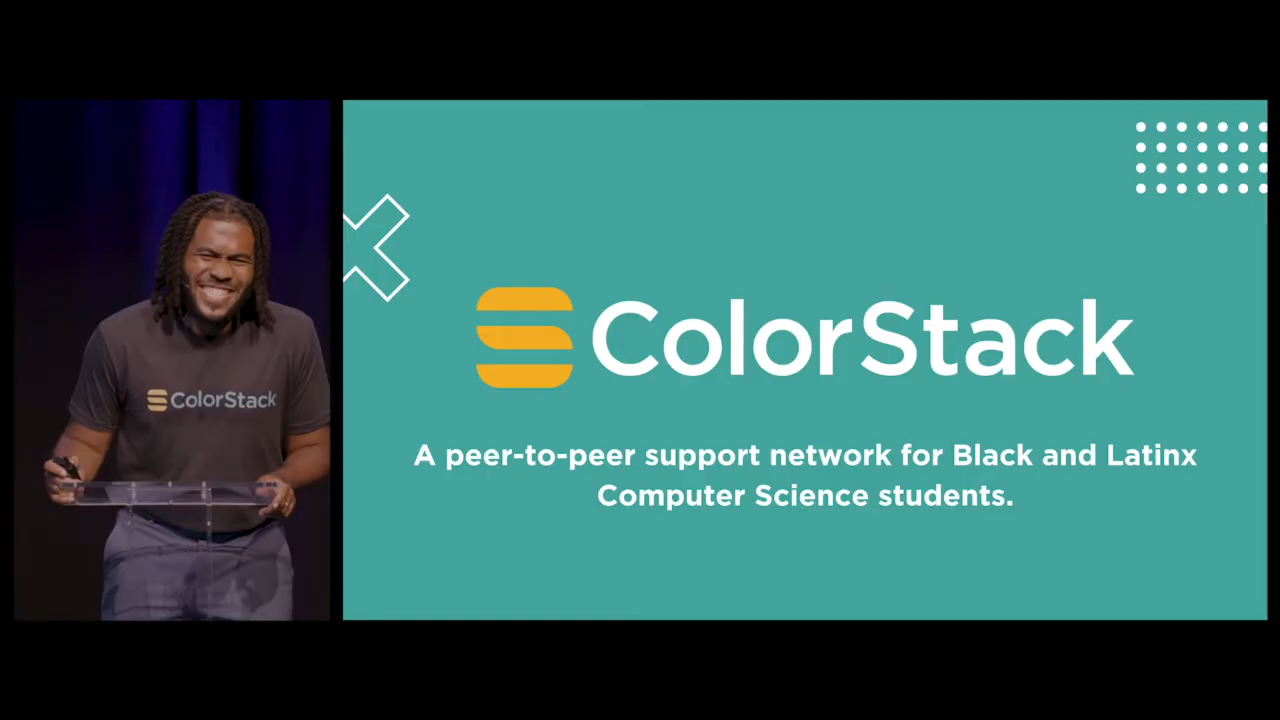 ColorStack
ColorStack
A peer-to-peer support network for Black and Latinx
Computer Science students.